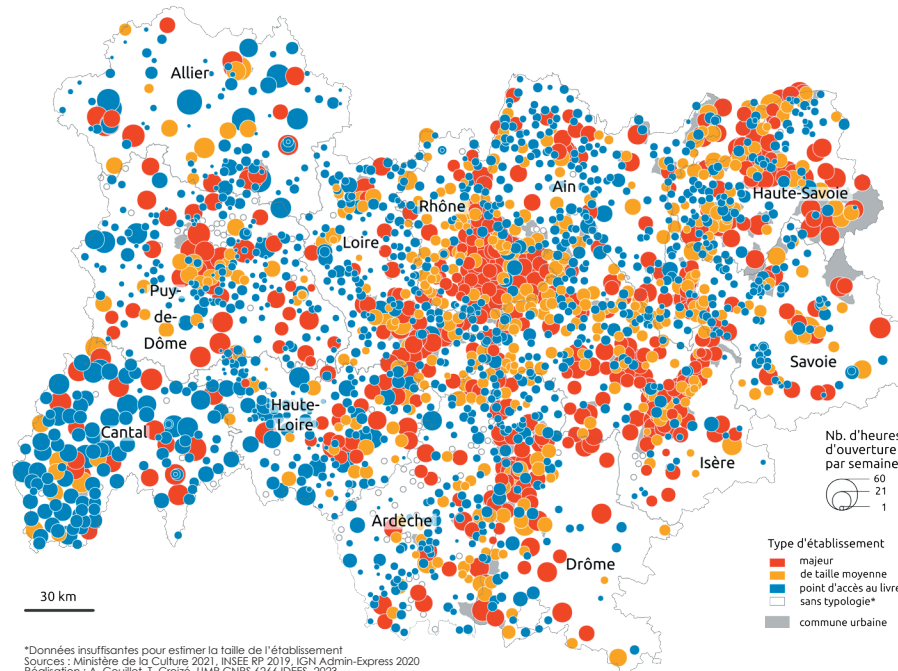 Allier
Ain
Haute-Savoie
Rhône
Loire
Puy-
de-
Dôme
Savoie
Haute-
Loire
Cantal
Isère
Ardèche
Drôme
Nb. d'heures
d'ouverture
par semaine
60
21
1
Type d'établissement
majeur
de taille moyenne
point d'accès au livre
sans typologie*
commune urbaine
30 km
*Données insuffisantes pour estimer la taille de l'établissement
Sources : Ministère de la Culture 2021, INSEE RP 2019, IGN Admin-Express 2020